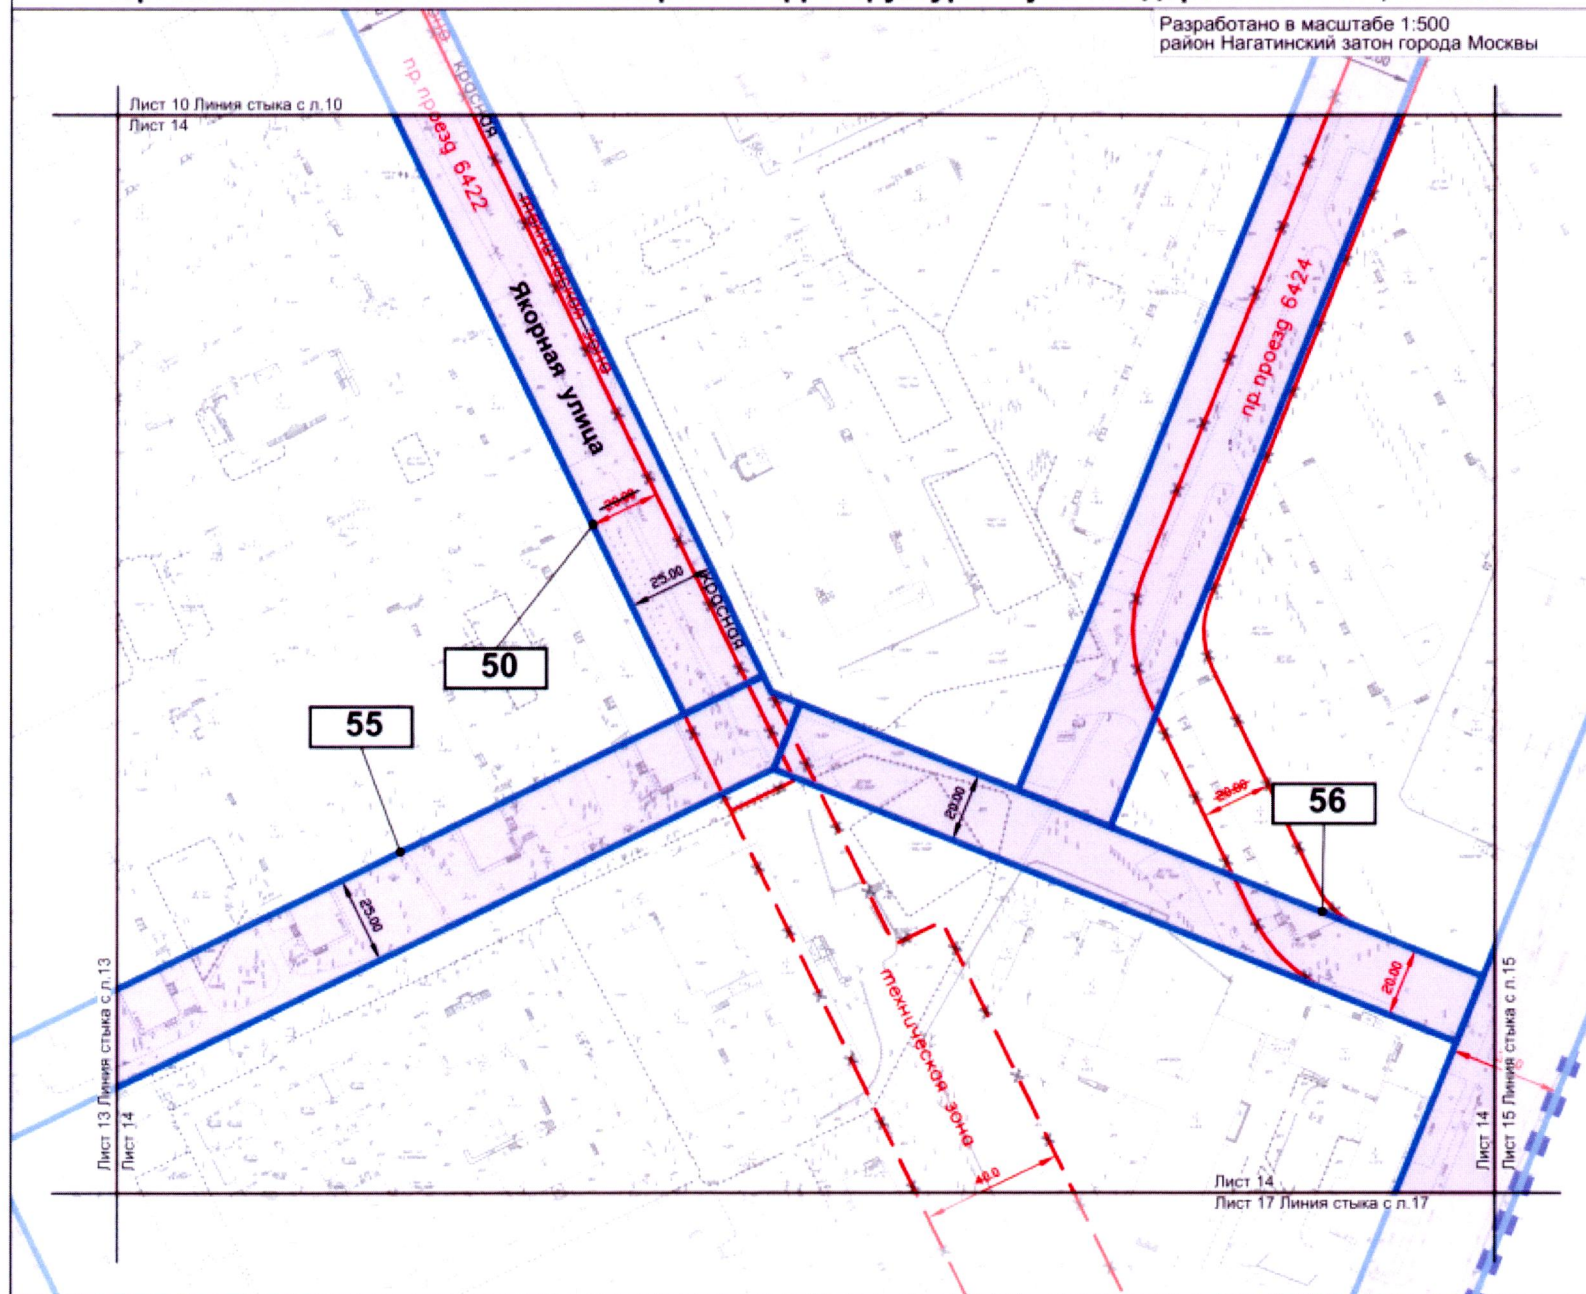 Разработано в масштабе 1:500
район Нагатинский затон города Москвы
Лист 10 Линия стыка с л.10
Лист 14
красная
пр. проезд 6422
техническая зона
Якорная улица
20.00
25.00
красная
50
55
25.00
пр. проезд 6424
20.00
20.00
56
20.00
техническая зона
40.0
Лист 13 Линия стыка с л.13
Лист 14
Лист 14
Лист 15 Линия стыка с л.15
Лист 14
Лист 17 Линия стыка с л.17